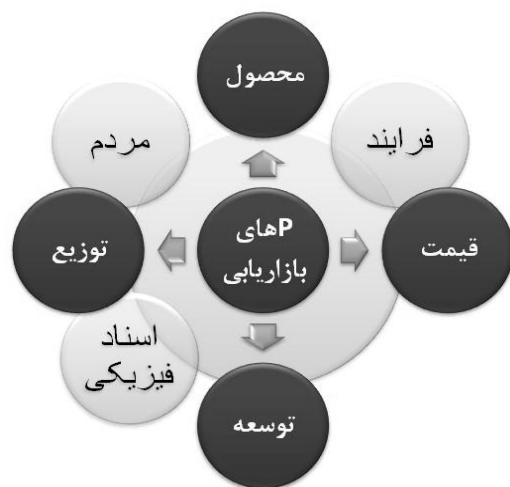 محصول
فرایند
مردم
قیمت
Pهای
بازاریابی
توزیع
اسناد
فیزیکی
توسعه